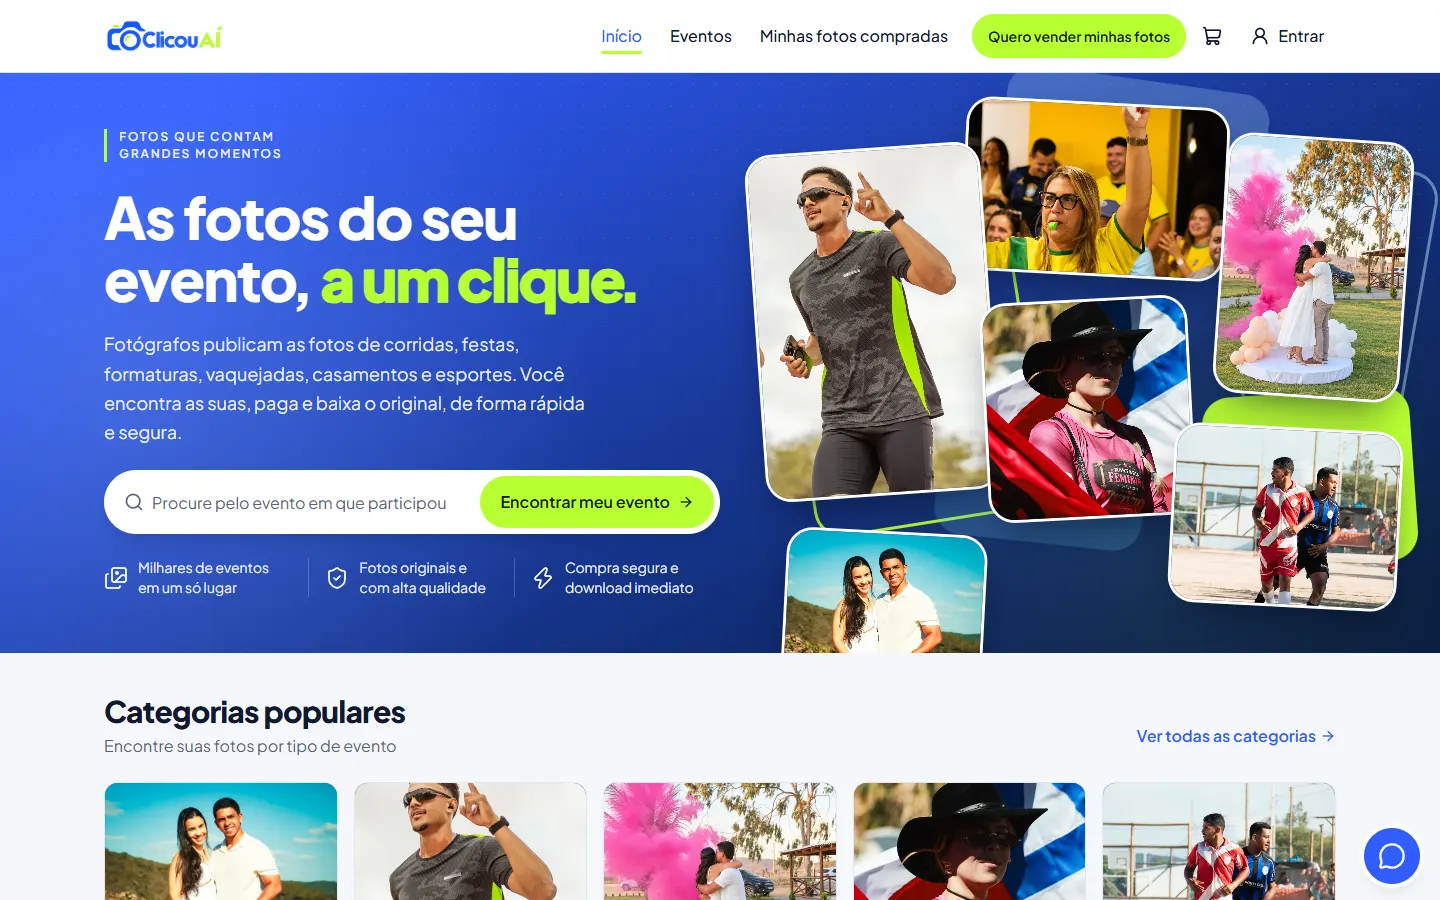 ClicouAÍ
Início
Eventos
Minhas fotos compradas
Quero vender minhas fotos
Entrar
FOTOS QUE CONTAM
GRANDES MOMENTOS
As fotos do seu
evento, a um clique.
Fotógrafos publicam as fotos de corridas, festas,
formaturas, vaquejadas, casamentos e esportes. Você
encontra as suas, paga e baixa o original, de forma rápida
e segura.
Procure pelo evento em que participou
Encontrar meu evento
Milhares de eventos
em um só lugar
Fotos originais e
com alta qualidade
Compra segura e
download imediato
Categorias populares
Encontre suas fotos por tipo de evento
Ver todas as categorias